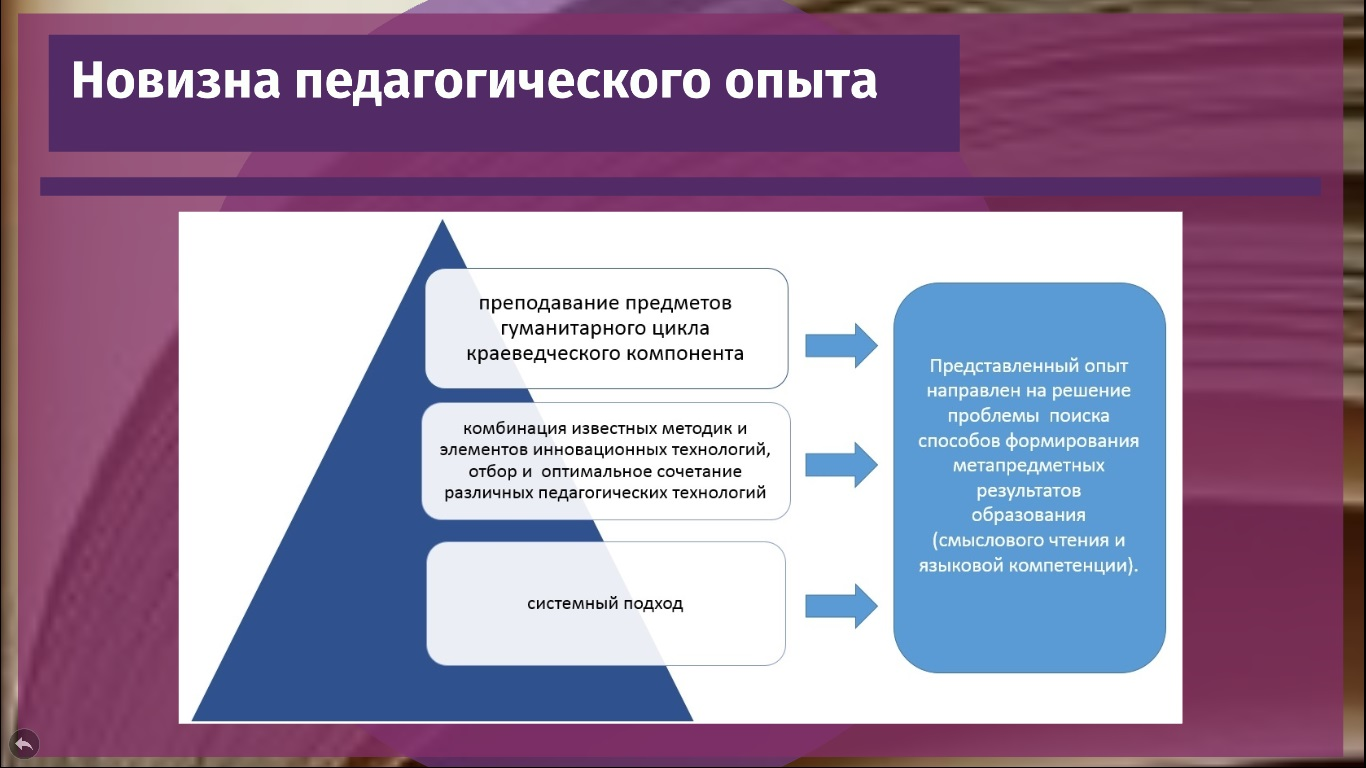 Новизна педагогического опыта
преподавание предметов
гуманитарного цикла
краеведческого компонента
комбинация известных методик и
элементов инновационных технологий,
отбор и оптимальное сочетание
различных педагогических технологий
системный подход
Представленный опыт
направлен на решение
проблемы поиска
способов формирования
метапредметных
результатов
образования
(смыслового чтения и
языковой компетенции).